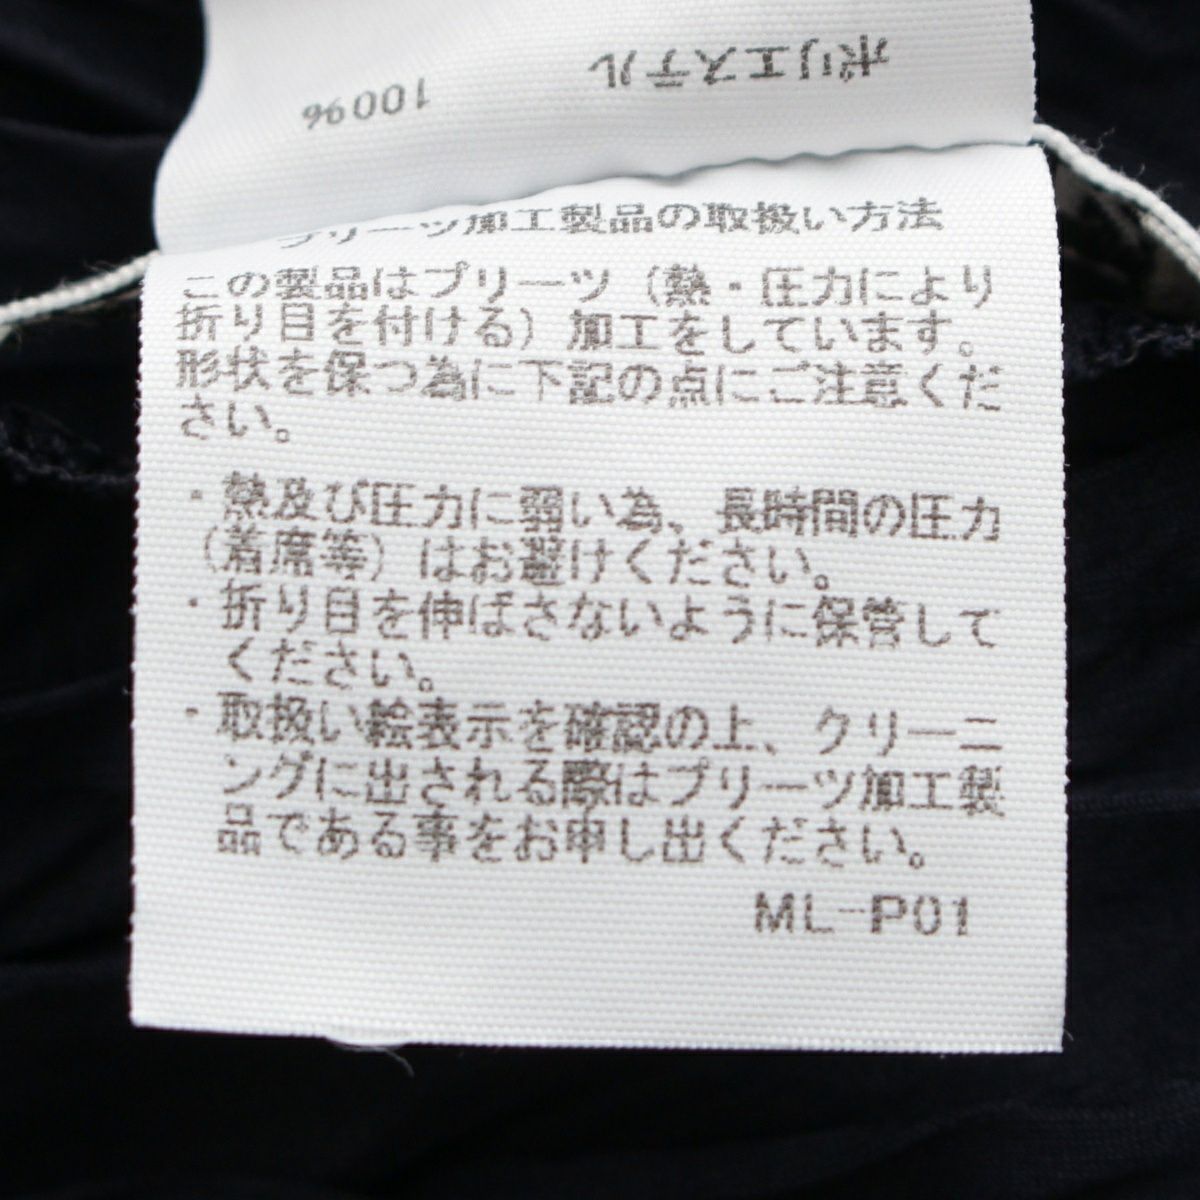 ポリエステル 100%
プリーツ加工製品の取扱い方法
この製品はプリーツ(熱・圧力により
折り目を付ける)加工をしています。
形状を保つ為に下記の点にご注意くだ
さい。
・熱及び圧力に弱い為、長時間の圧力
(着席等)はお避けください。
・折り目を伸ばさないように保管して
ください。
・取扱い絵表示を確認の上、クリーニ
ングに出される際はプリーツ加工製
品である事をお申し出ください。
ML-P01